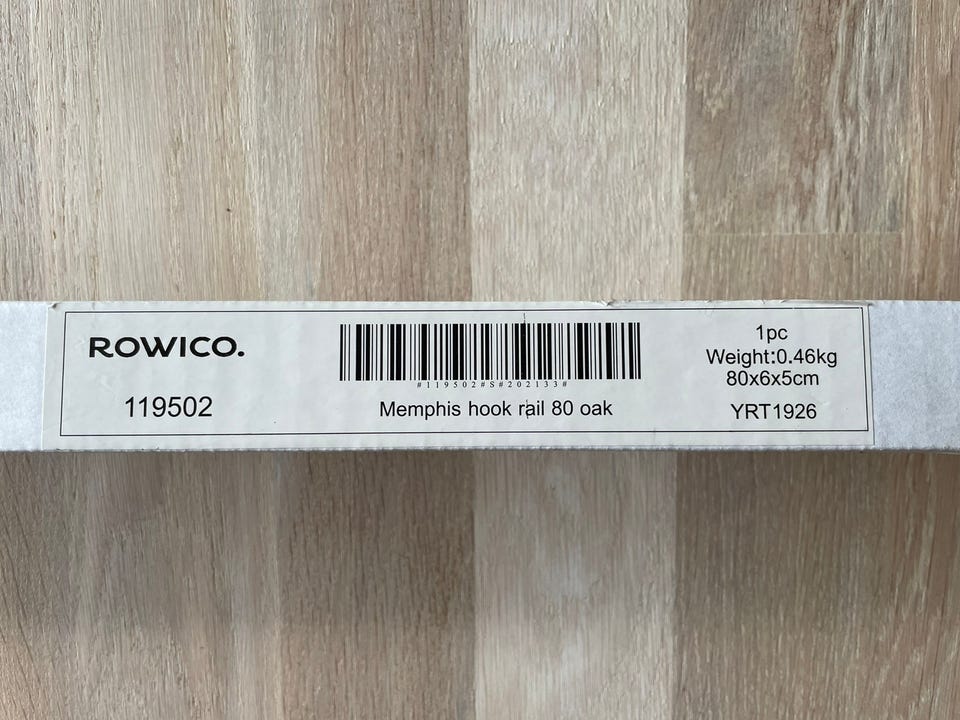 ROWICO.
119502
#119502#S#202133#
Memphis hook rail 80 oak
1pc
Weight:0.46kg
80x6x5cm
YRT1926